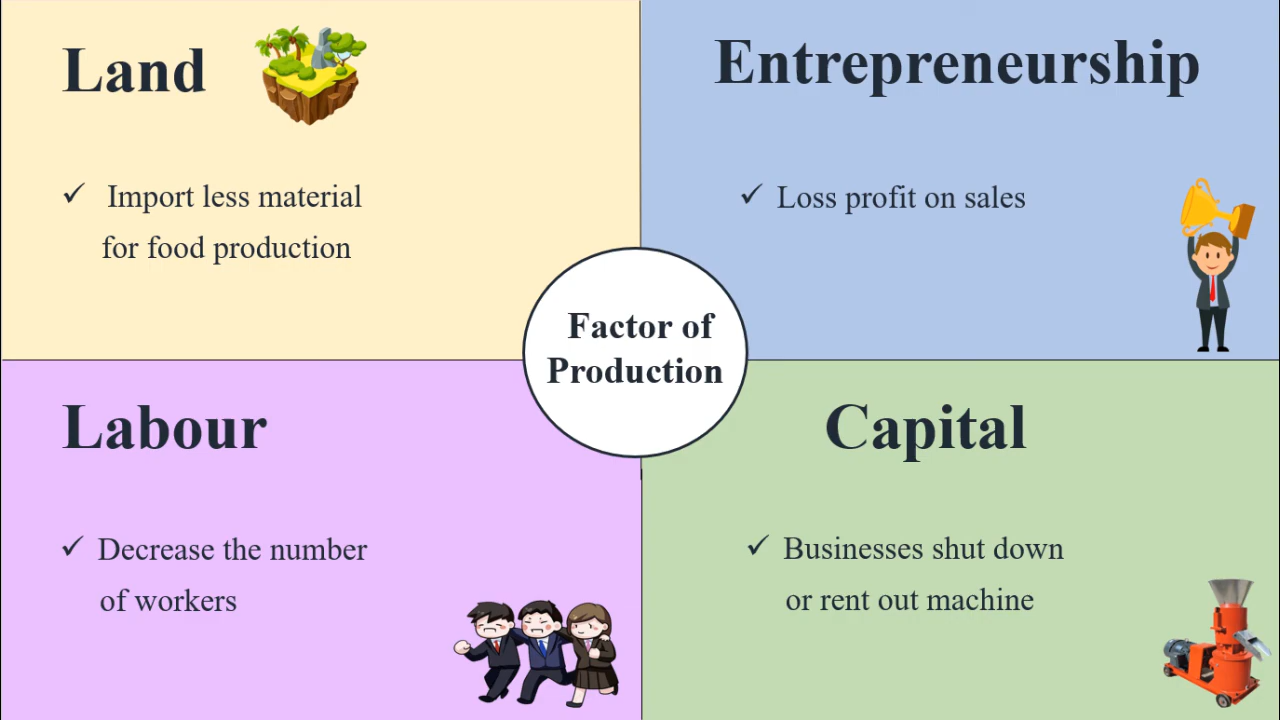 Land
✓ Import less material
for food production
Entrepreneurship
✓ Loss profit on sales
Factor of
Production
Labour
✓ Decrease the number
of workers
Capital
✓ Businesses shut down
or rent out machine